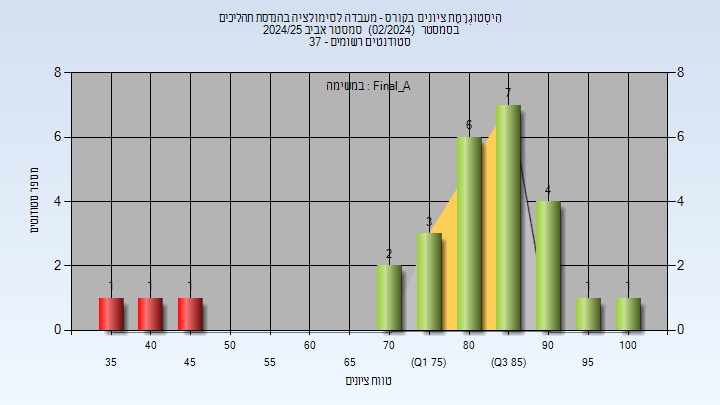 היסטוגרמת ציונים בקורס - מעבדה לסימולציה בהנדסת תהליכים
בסמסטר (02/2024) סמסטר אביב 2024/25
סטודנטים רשומים - 37
במשימה : Final_A
מספר סטודנטים
8
6
4
2
0
8
6
4
2
0
1
1
1
2
3
6
7
4
1
1
40 50 60 70 80 90 100
35 45 55 65 (Q1 75) (Q3 85) 95
טווח ציונים